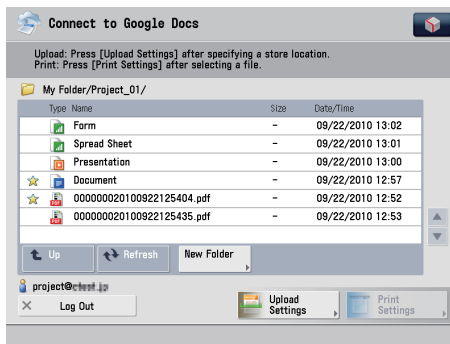 Connect to Google Docs
Upload: Press [Upload Settings] after specifying a store location.
Print: Press [Print Settings] after selecting a file.
My Folder/Project_01/
Type Name Size Date/Time
Form - 09/22/2010 13:02
Spread Sheet - 09/22/2010 13:01
Presentation - 09/22/2010 13:00
Document - 09/22/2010 12:57
000000020100922125404.pdf - 09/22/2010 12:52
000000020100922125435.pdf - 09/22/2010 12:53
Up Refresh New Folder
project@
Log Out
Upload Settings
Print Settings